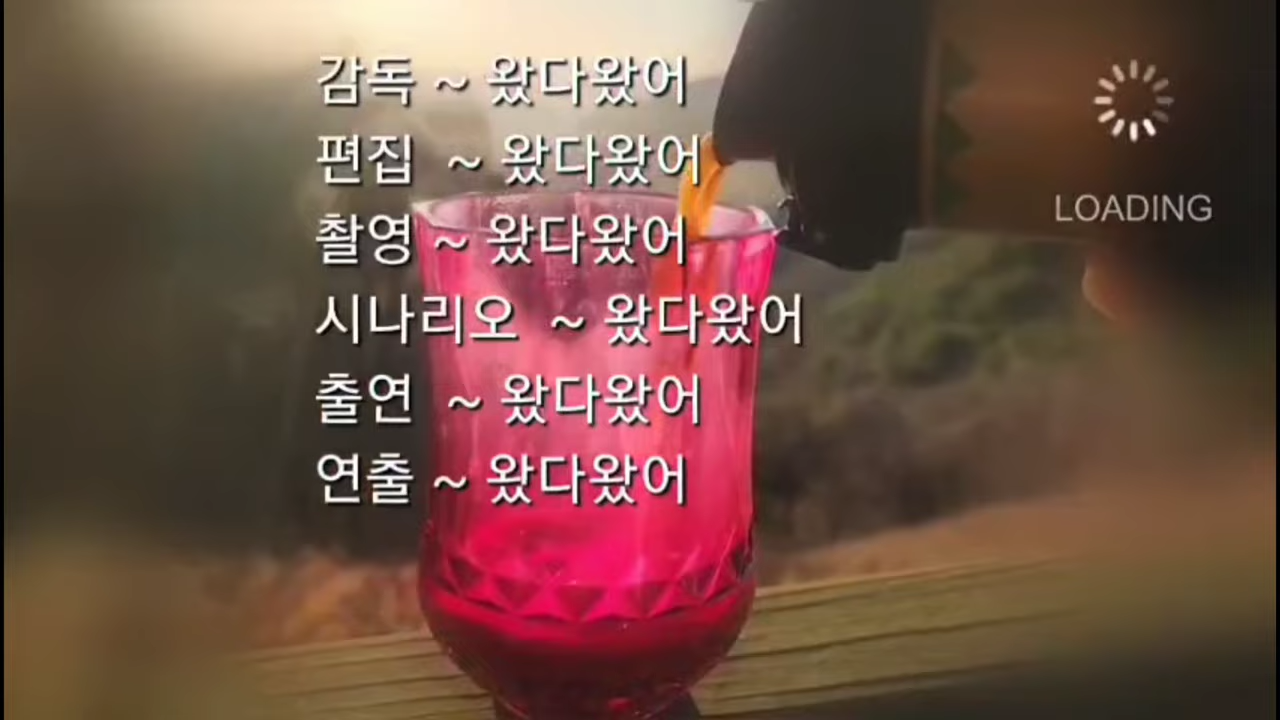 감독 ~ 왔다왔어
편집 ~ 왔다왔어
촬영 ~ 왔다왔어
시나리오 ~ 왔다왔어
출연 ~ 왔다왔어
연출 ~ 왔다왔어
LOADING